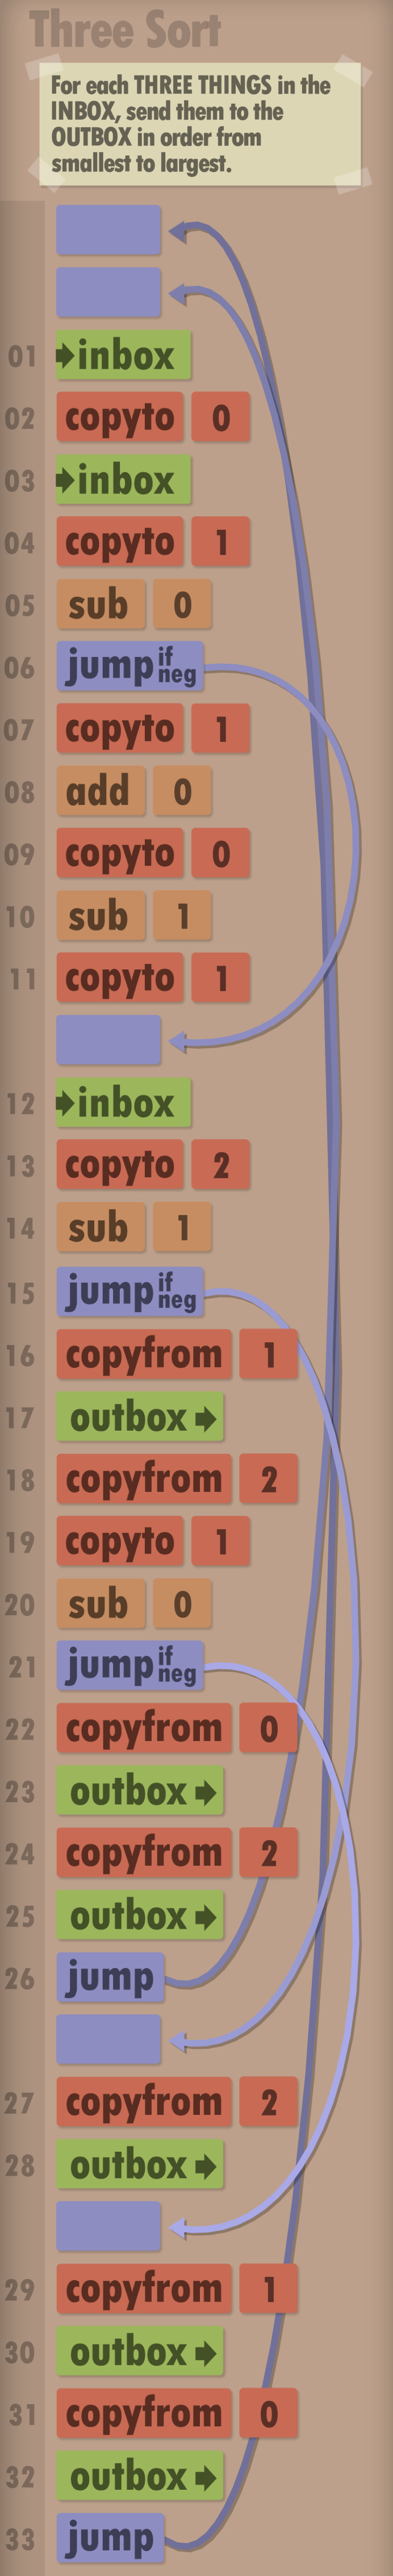 Three Sort
For each THREE THINGS in the
INBOX, send them to the
OUTBOX in order from
smallest to largest.
01 inbox
02 copyto 0
03 inbox
04 copyto 1
05 sub 0
06 jump if neg
07 copyto 1
08 add 0
09 copyto 0
10 sub 1
11 copyto 1
12 inbox
13 copyto 2
14 sub 1
15 jump if neg
16 copyfrom 1
17 outbox
18 copyfrom 2
19 copyto 1
20 sub 0
21 jump if neg
22 copyfrom 0
23 outbox
24 copyfrom 2
25 outbox
26 jump
27 copyfrom 2
28 outbox
29 copyfrom 1
30 outbox
31 copyfrom 0
32 outbox
33 jump